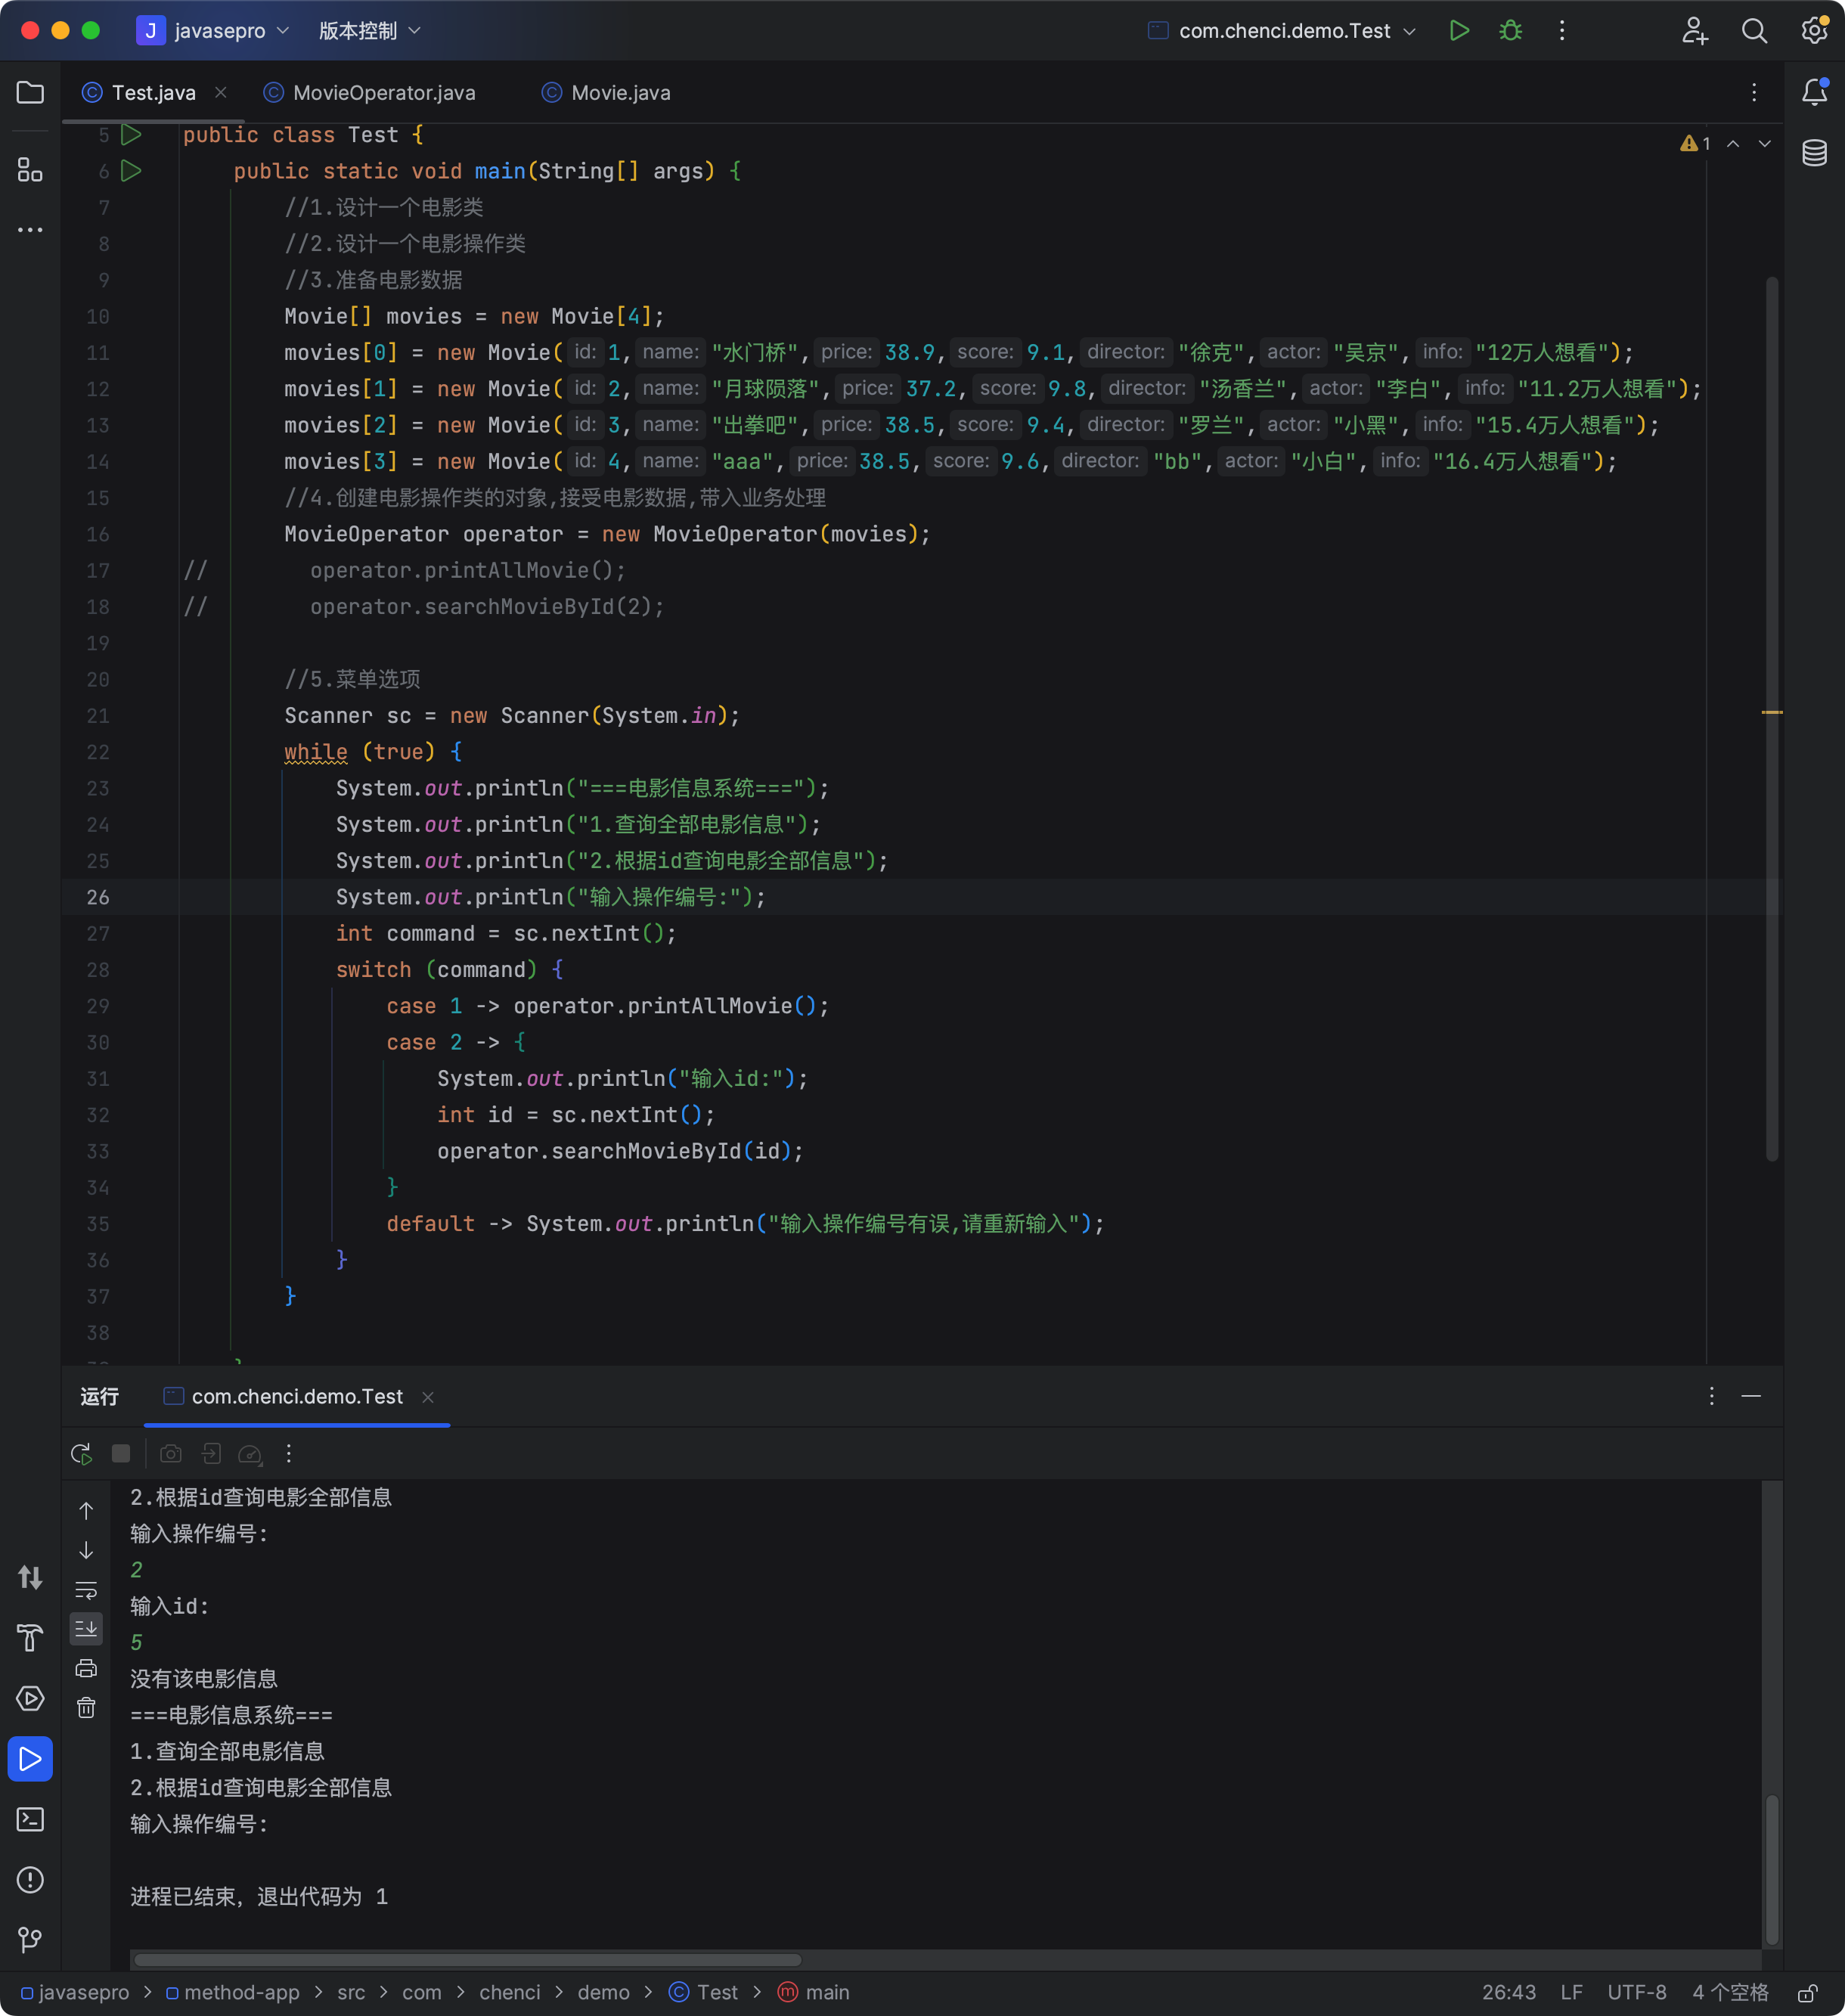 J javasepro 版本控制 com.chenci.demo.Test
Test.java MovieOperator.java Movie.java
5 public class Test {
1
6 public static void main(String[] args) {
7 //1.设计一个电影类
8 //2.设计一个电影操作类
9 //3.准备电影数据
10 Movie[] movies = new Movie[4];
11 movies[0] = new Movie( id: 1, name: "水门桥", price: 38.9, score: 9.1, director: "徐克", actor: "吴京", info: "12万人想看");
12 movies[1] = new Movie( id: 2, name: "月球陨落", price: 37.2, score: 9.8, director: "汤香兰", actor: "李白", info: "11.2万人想看");
13 movies[2] = new Movie( id: 3, name: "出拳吧", price: 38.5, score: 9.4, director: "罗兰", actor: "小黑", info: "15.4万人想看");
14 movies[3] = new Movie( id: 4, name: "aaa", price: 38.5, score: 9.6, director: "bb", actor: "小白", info: "16.4万人想看");
15 //4.创建电影操作类的对象,接受电影数据,带入业务处理
16 MovieOperator operator = new MovieOperator(movies);
17 // operator.printAllMovie();
18 // operator.searchMovieById(2);
19
20 //5.菜单选项
21 Scanner sc = new Scanner(System.in);
22 while (true) {
23 System.out.println("===电影信息系统===");
24 System.out.println("1.查询全部电影信息");
25 System.out.println("2.根据id查询电影全部信息");
26 System.out.println("输入操作编号:");
27 int command = sc.nextInt();
28 switch (command) {
29 case 1 -> operator.printAllMovie();
30 case 2 -> {
31 System.out.println("输入id:");
32 int id = sc.nextInt();
33 operator.searchMovieById(id);
34 }
35 default -> System.out.println("输入操作编号有误,请重新输入");
36 }
37 }
38
运行 com.chenci.demo.Test
2.根据id查询电影全部信息
输入操作编号:
2
输入id:
5
没有该电影信息
===电影信息系统===
1.查询全部电影信息
2.根据id查询电影全部信息
输入操作编号:
进程已结束，退出代码为 1
javasepro > method-app > src > com > chenci > demo > Test > main 26:43 LF UTF-8 4 个空格